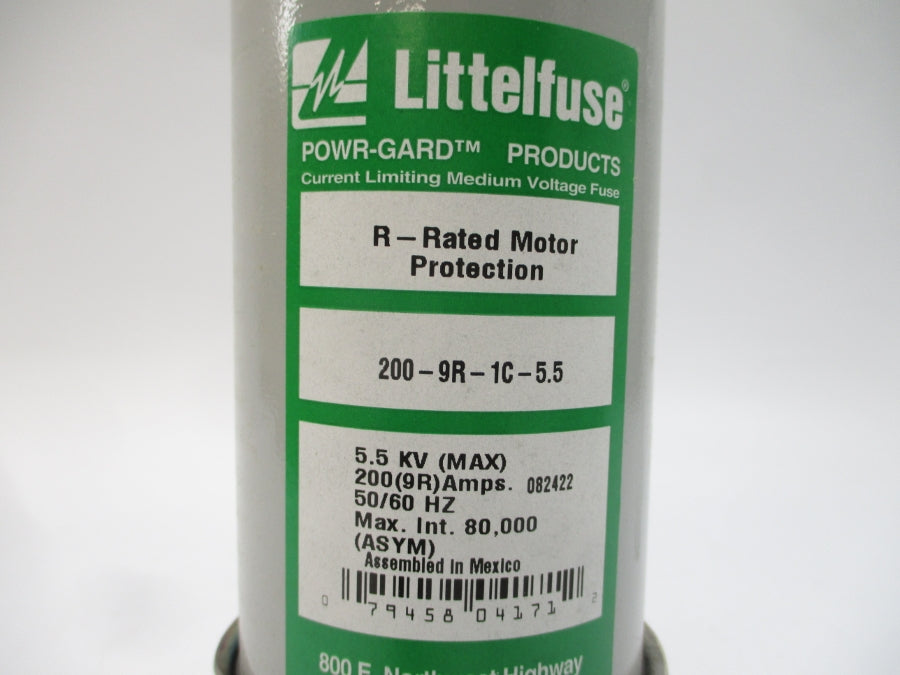 Littelfuse®
POWR-GARD™ PRODUCTS
Current Limiting Medium Voltage Fuse
R-Rated Motor
Protection
200-9R-1C-5.5
5.5 KV (MAX)
200(9R)Amps. 082422
50/60 HZ
Max. Int. 80,000
(ASYM)
Assembled in Mexico
0 79458 04171 2
800 E. Northwest Highway